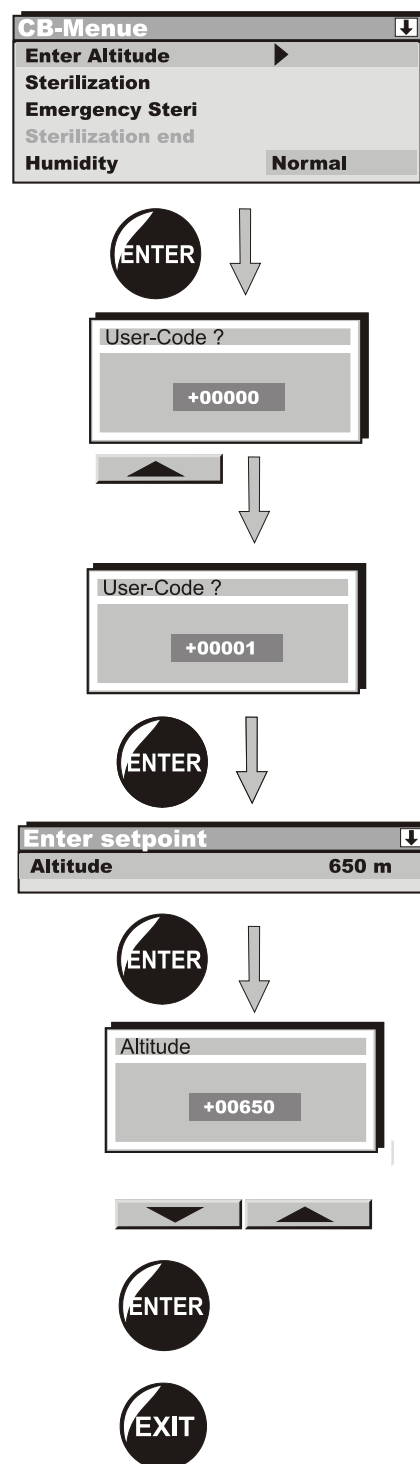 CB-Menue
Enter Altitude
Sterilization
Emergency Steri
Sterilization end
Humidity Normal
ENTER
User-Code ?
+00000
User-Code ?
+00001
ENTER
Enter setpoint
Altitude 650 m
ENTER
Altitude
+00650
ENTER
EXIT